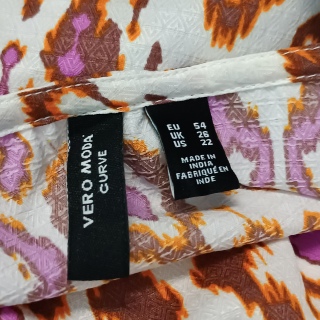 VERO MODA
CURVE
EU 54
UK 26
US 22
MADE IN
INDIA
FABRIQUÉ EN
INDE